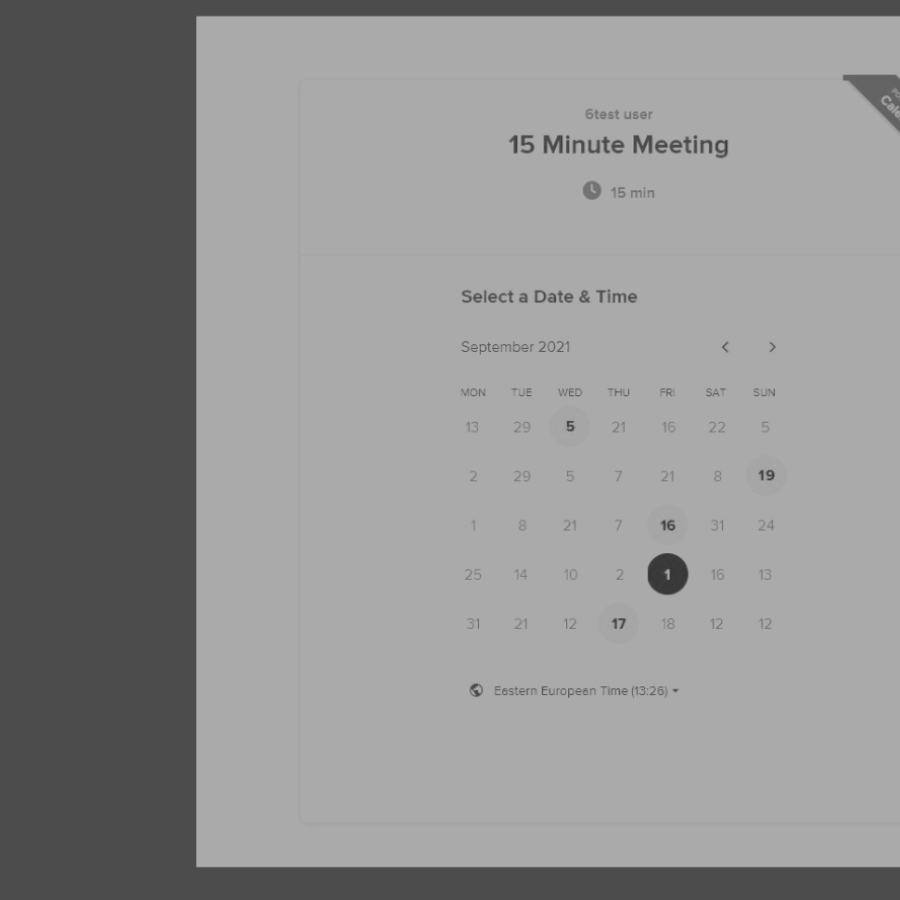 6test user
15 Minute Meeting
15 min
Select a Date & Time
September 2021
MON TUE WED THU FRI SAT SUN
13 29 5 21 16 22 5
2 29 5 7 21 8 19
1 8 21 7 16 31 24
25 14 10 2 1 16 13
31 21 12 17 18 12 12
Eastern European Time (13:26)